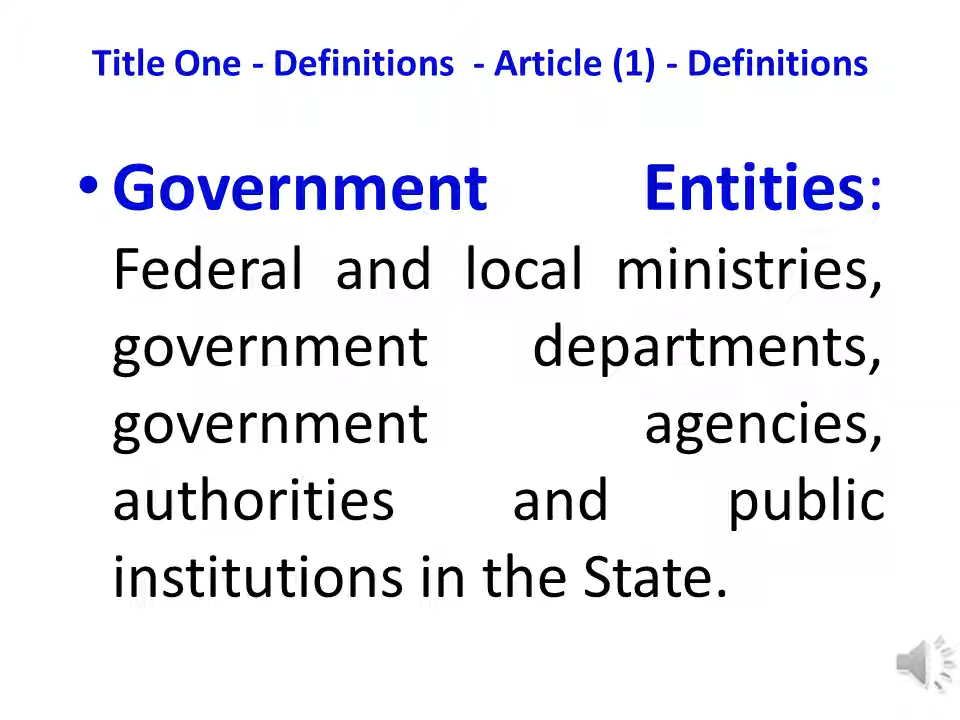 Title One - Definitions - Article (1) - Definitions
• Government Entities:
Federal and local ministries,
government departments,
government agencies,
authorities and public
institutions in the State.